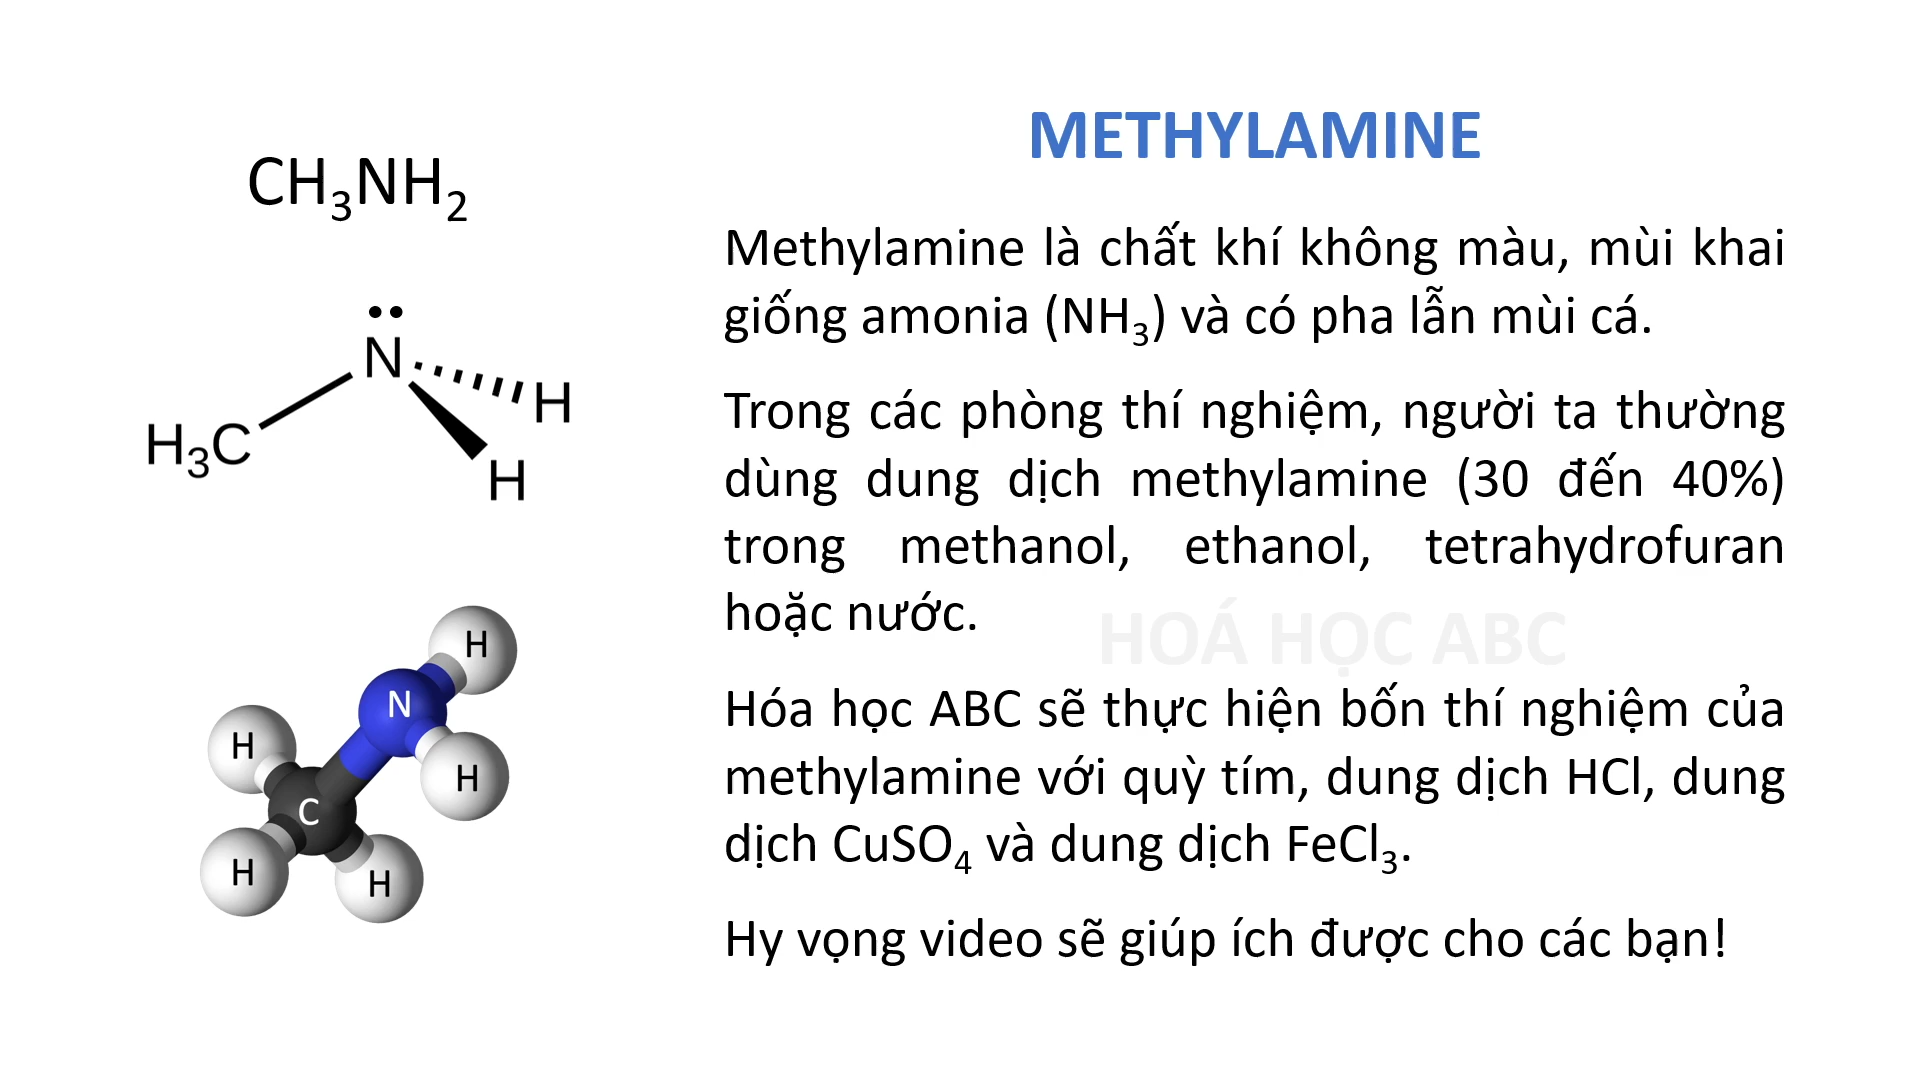 METHYLAMINE
CH₃NH₂
Methylamine là chất khí không màu, mùi khai
giống amonia (NH₃) và có pha lẫn mùi cá.
N
H
H₃C
H
Trong các phòng thí nghiệm, người ta thường
dùng dung dịch methylamine (30 đến 40%)
trong methanol, ethanol, tetrahydrofuran
hoặc nước.
HOÁ HỌC ABC
H
N
H
H
C
H
H
Hóa học ABC sẽ thực hiện bốn thí nghiệm của
methylamine với quỳ tím, dung dịch HCl, dung
dịch CuSO₄ và dung dịch FeCl₃.
Hy vọng video sẽ giúp ích được cho các bạn!